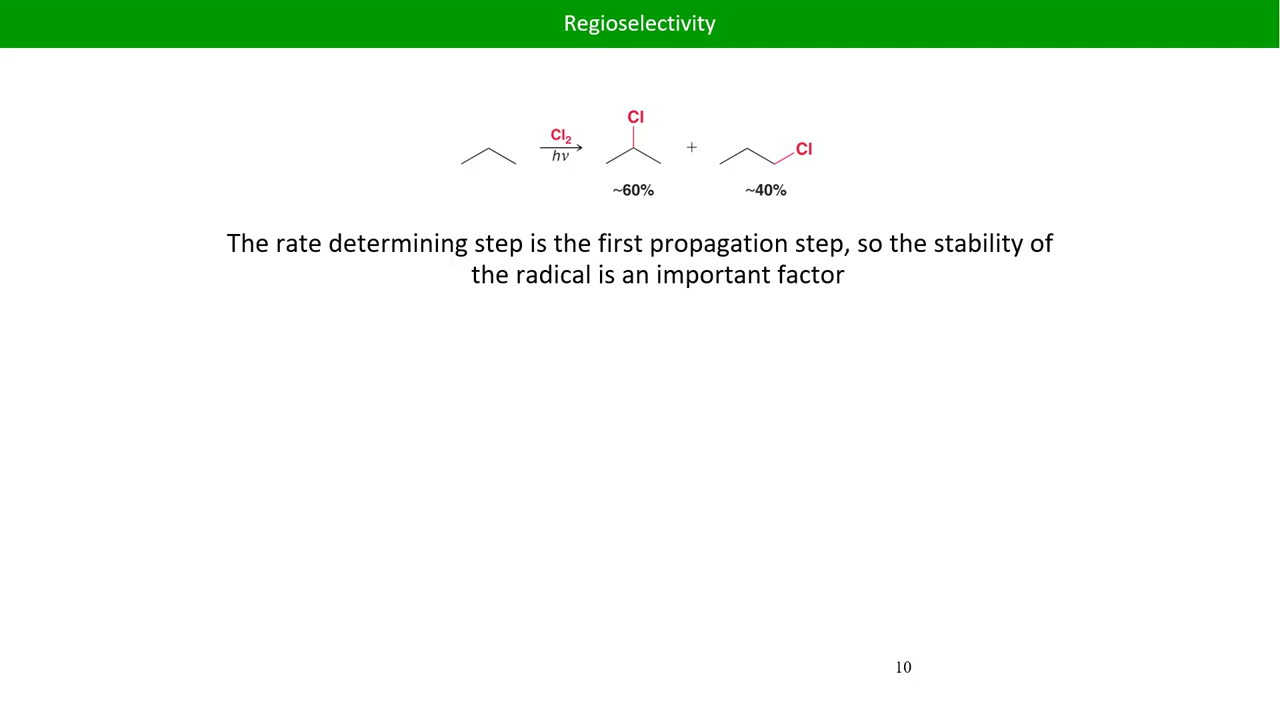 Regioselectivity
Cl
Cl₂
hν
+
Cl
~60%
~40%
The rate determining step is the first propagation step, so the stability of
the radical is an important factor
10